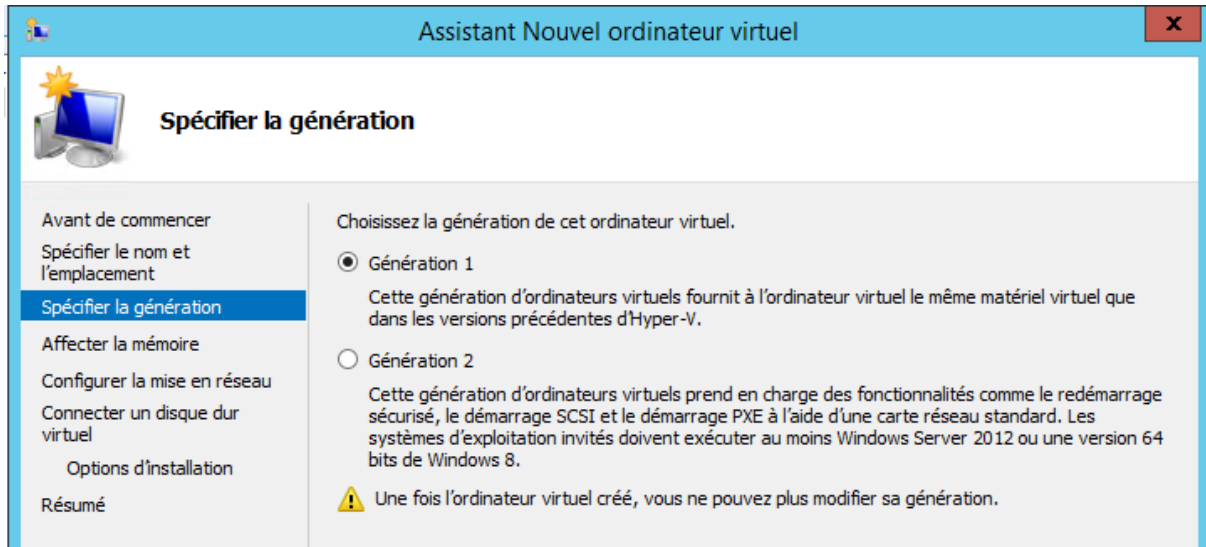 Assistant Nouvel ordinateur virtuel
x
Spécifier la génération
Avant de commencer
Spécifier le nom et
l'emplacement
Spécifier la génération
Affecter la mémoire
Configurer la mise en réseau
Connecter un disque dur
virtuel
Options d'installation
Résumé
Choisissez la génération de cet ordinateur virtuel.
Génération 1
Cette génération d'ordinateurs virtuels fournit à l'ordinateur virtuel le même matériel virtuel que
dans les versions précédentes d'Hyper-V.
Génération 2
Cette génération d'ordinateurs virtuels prend en charge des fonctionnalités comme le redémarrage
sécurisé, le démarrage SCSI et le démarrage PXE à l'aide d'une carte réseau standard. Les
systèmes d'exploitation invités doivent exécuter au moins Windows Server 2012 ou une version 64
bits de Windows 8.
Une fois l'ordinateur virtuel créé, vous ne pouvez plus modifier sa génération.